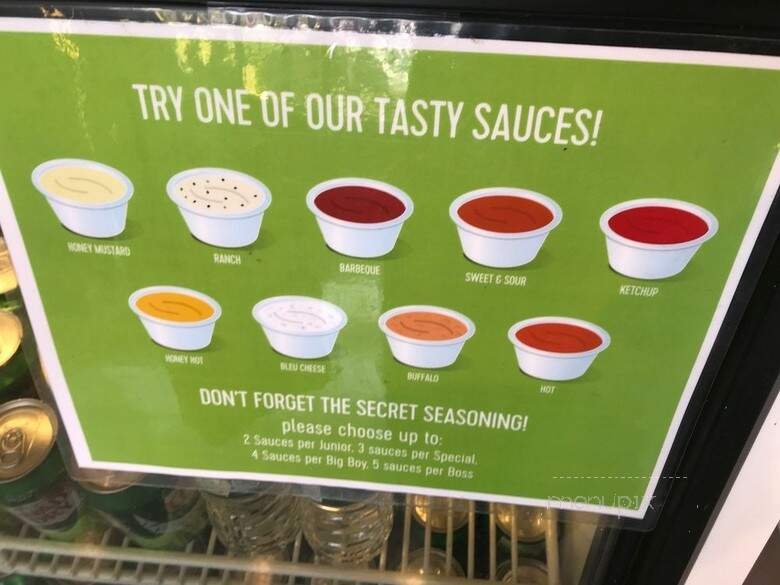 TRY ONE OF OUR TASTY SAUCES!
HONEY MUSTARD
RANCH
BARBEQUE
SWEET & SOUR
KETCHUP
HONEY HOT
BLEU CHEESE
BUFFALO
HOT
DON'T FORGET THE SECRET SEASONING!
please choose up to:
2 Sauces per Junior, 3 sauces per Special,
4 Sauces per Big Boy, 5 sauces per Boss
menupix